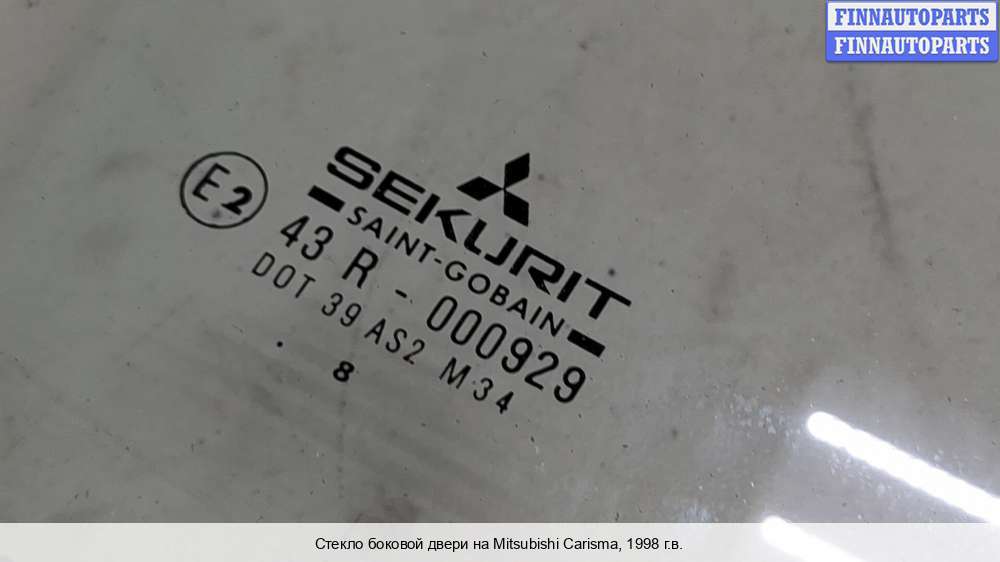 FINNAUTOPARTS
FINNAUTOPARTS
SEKURIT
SAINT-GOBAIN
E2
43 R - 000929
DOT 39 AS2 M34
. 8
Стекло боковой двери на Mitsubishi Carisma, 1998 г.в.